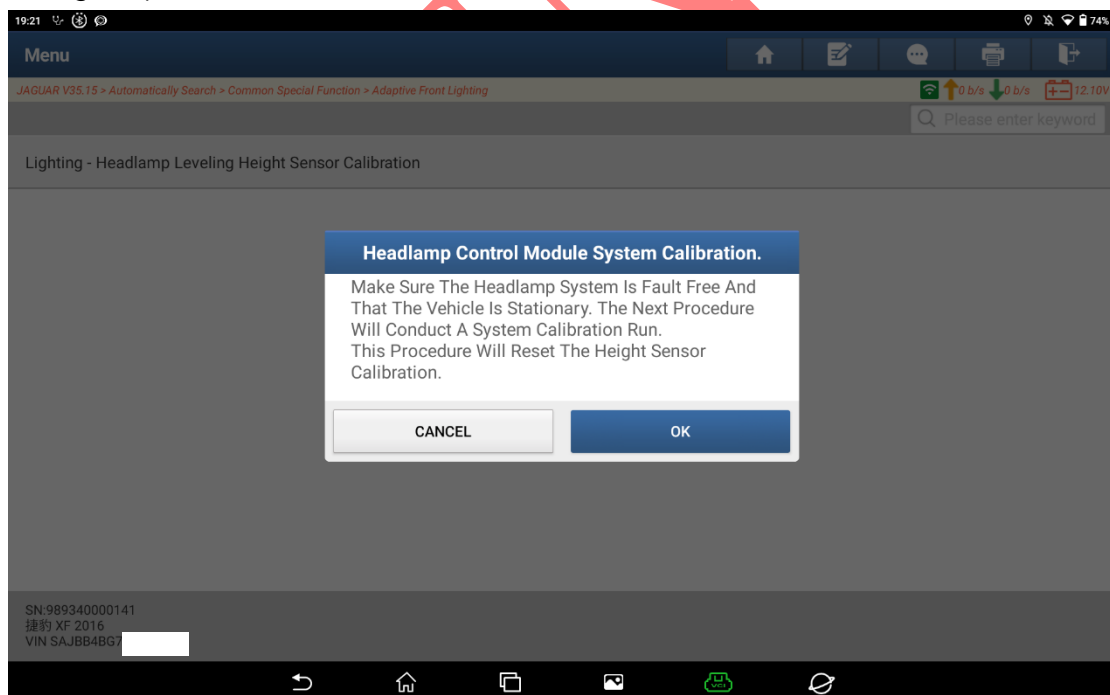 19:21
74%
Menu
JAGUAR V35.15 > Automatically Search > Common Special Function > Adaptive Front Lighting
0 b/s 0 b/s 12.10V
Please enter keyword
Lighting - Headlamp Leveling Height Sensor Calibration
Headlamp Control Module System Calibration.
Make Sure The Headlamp System Is Fault Free And
That The Vehicle Is Stationary. The Next Procedure
Will Conduct A System Calibration Run.
This Procedure Will Reset The Height Sensor
Calibration.
CANCEL
OK
SN:989340000141
捷豹 XF 2016
VIN SAJBB4BG7
VCI